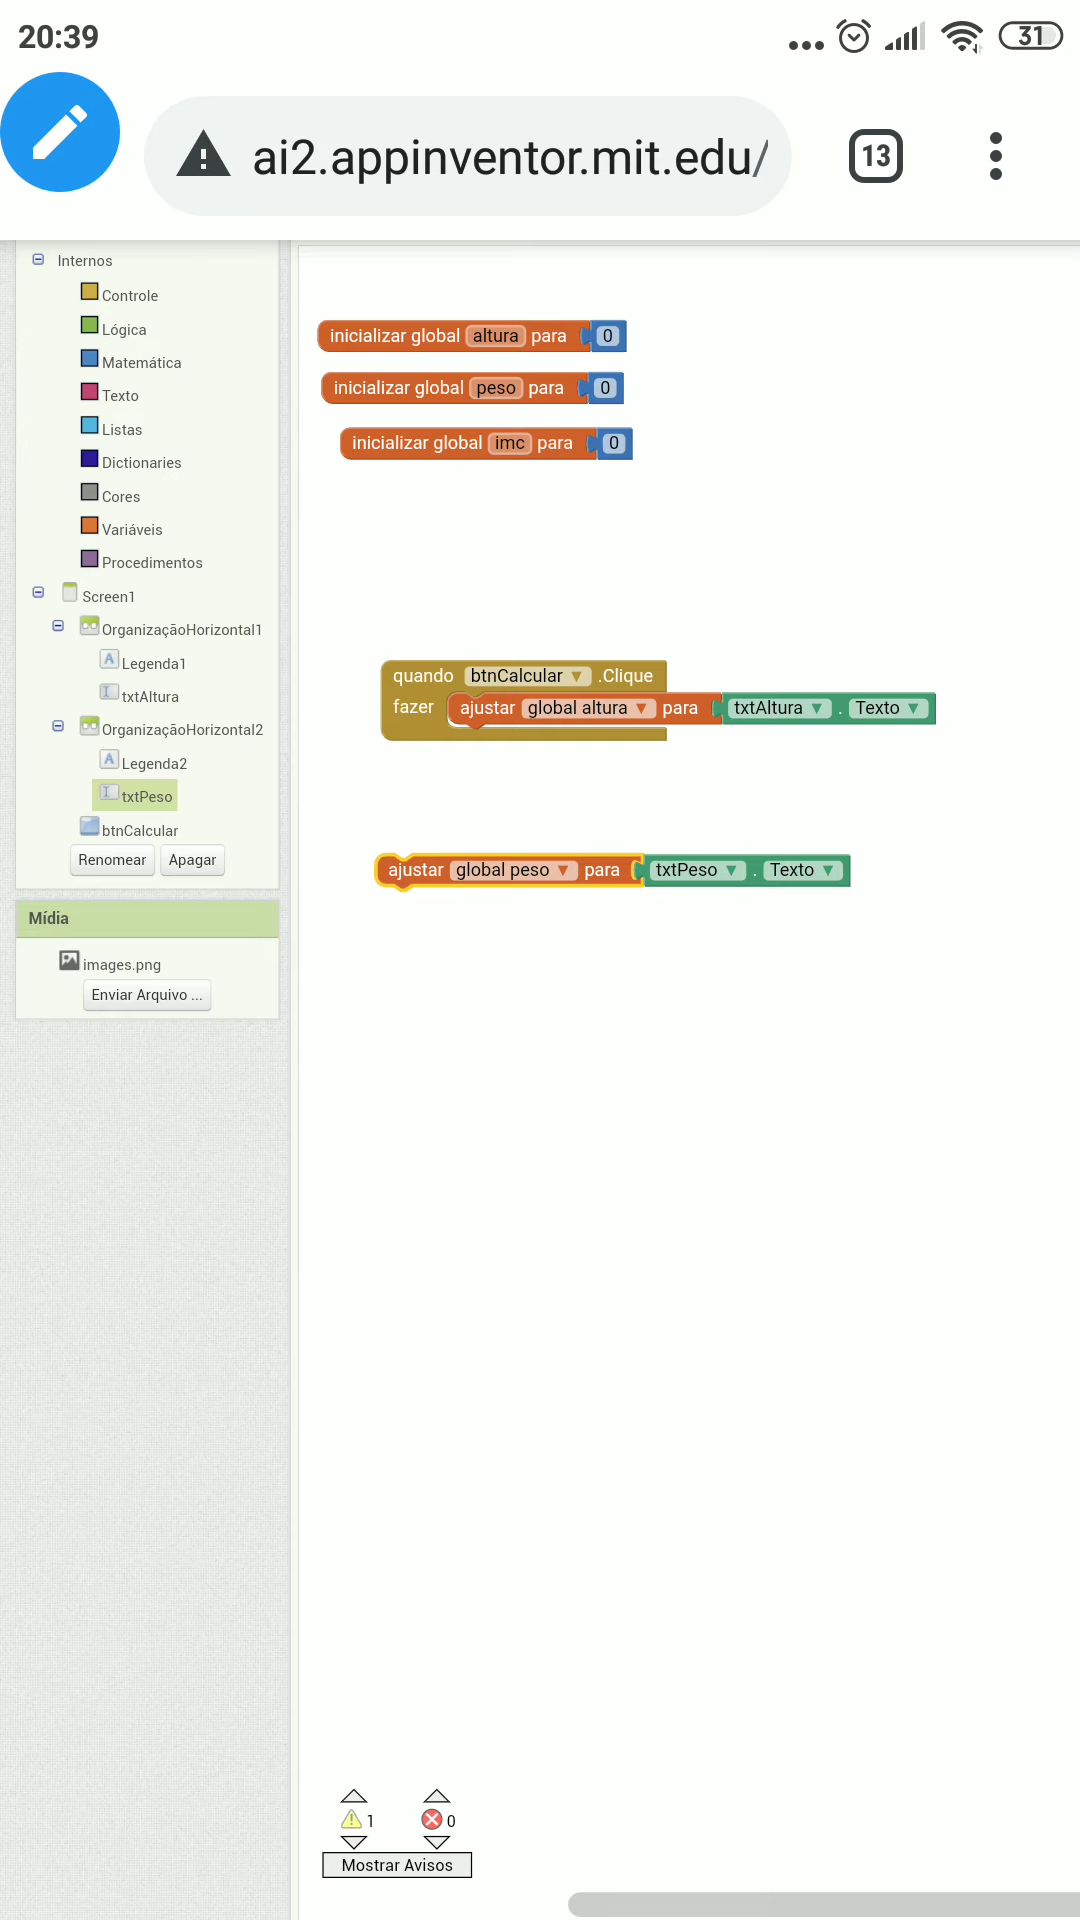 20:39
31
ai2.appinventor.mit.edu/
13
Internos
Controle
Lógica
Matemática
Texto
Listas
Dictionaries
Cores
Variáveis
Procedimentos
Screen1
OrganizaçãoHorizontal1
Legenda1
txtAltura
OrganizaçãoHorizontal2
Legenda2
txtPeso
btnCalcular
Renomear Apagar
Mídia
images.png
Enviar Arquivo ...
inicializar global altura para 0
inicializar global peso para 0
inicializar global imc para 0
quando btnCalcular .Clique
fazer ajustar global altura para txtAltura . Texto
ajustar global peso para txtPeso . Texto
1 0
Mostrar Avisos